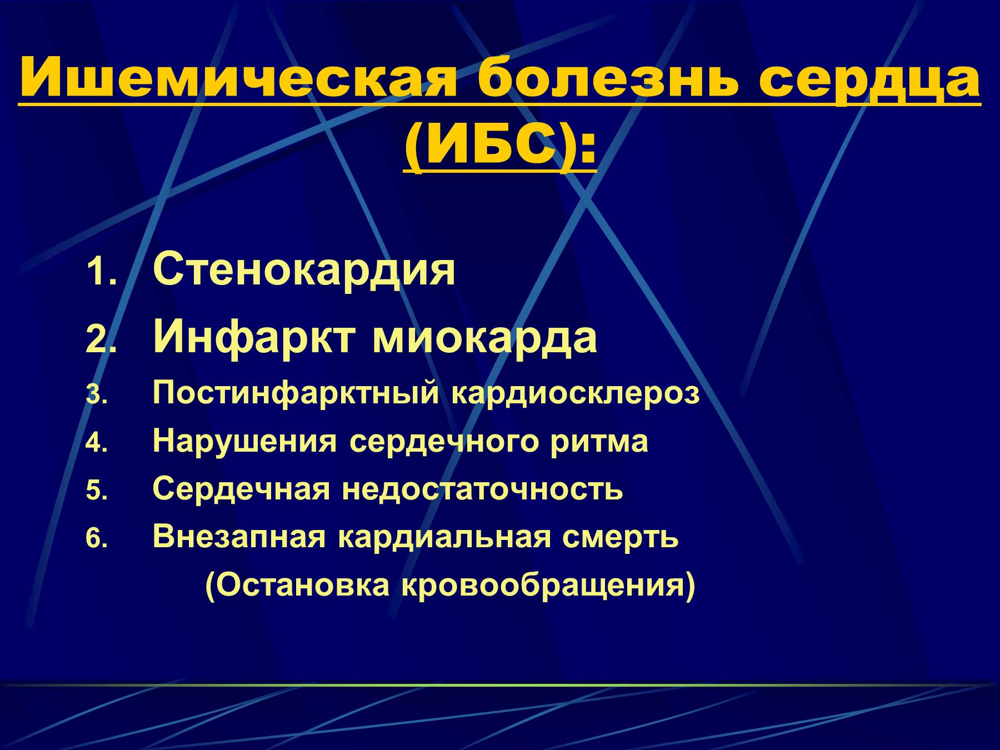 Ишемическая болезнь сердца
(ИБС):
1. Стенокардия
2. Инфаркт миокарда
3. Постинфарктный кардиосклероз
4. Нарушения сердечного ритма
5. Сердечная недостаточность
6. Внезапная кардиальная смерть
(Остановка кровообращения)